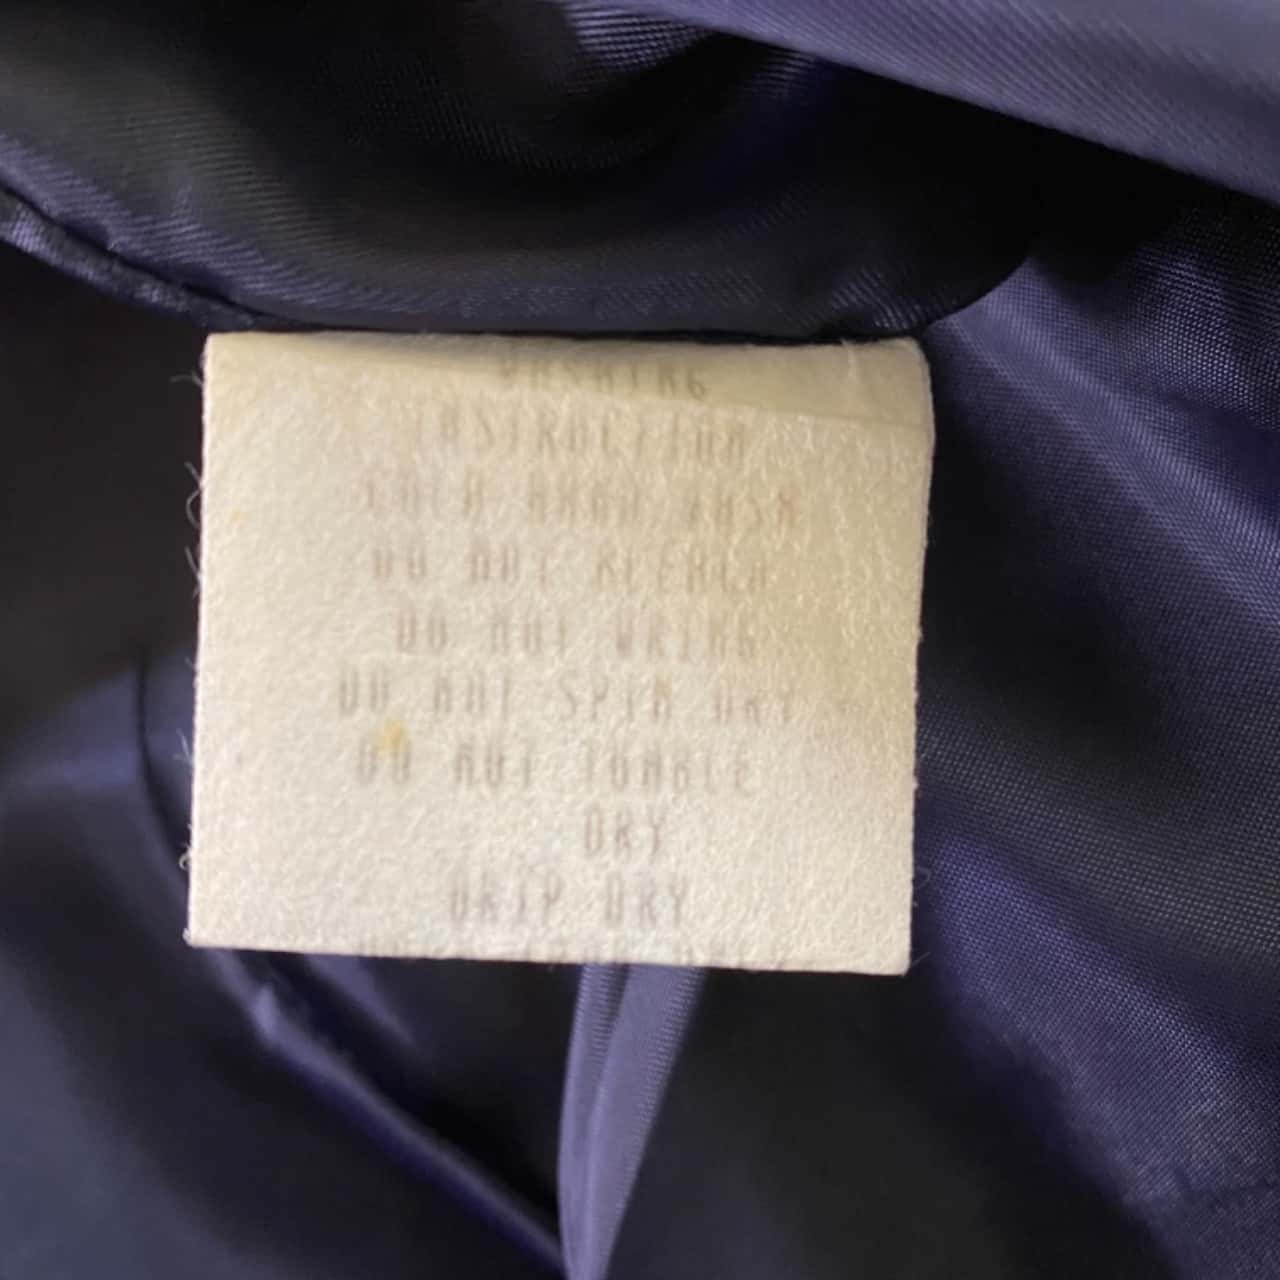 WASHING
INSTRUCTION
COLD HAND WASH
DO NOT BLEACH
DO NOT WRING
DO NOT SPIN DRY
DO NOT TUMBLE
DRY
DRIP DRY